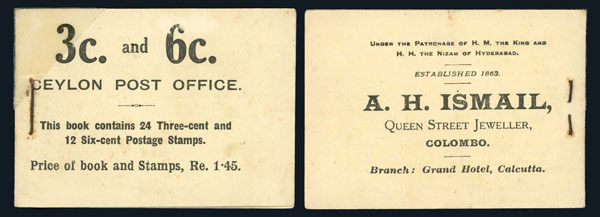 3c. and 6c.
CEYLON POST OFFICE.
This book contains 24 Three-cent and
12 Six-cent Postage Stamps.
Price of book and Stamps, Re. 1·45.
UNDER THE PATRONAGE OF H. M. THE KING AND
H. H. THE NIZAM OF HYDERABAD.
ESTABLISHED 1863.
A. H. ISMAIL,
QUEEN STREET JEWELLER,
COLOMBO.
Branch: Grand Hotel, Calcutta.